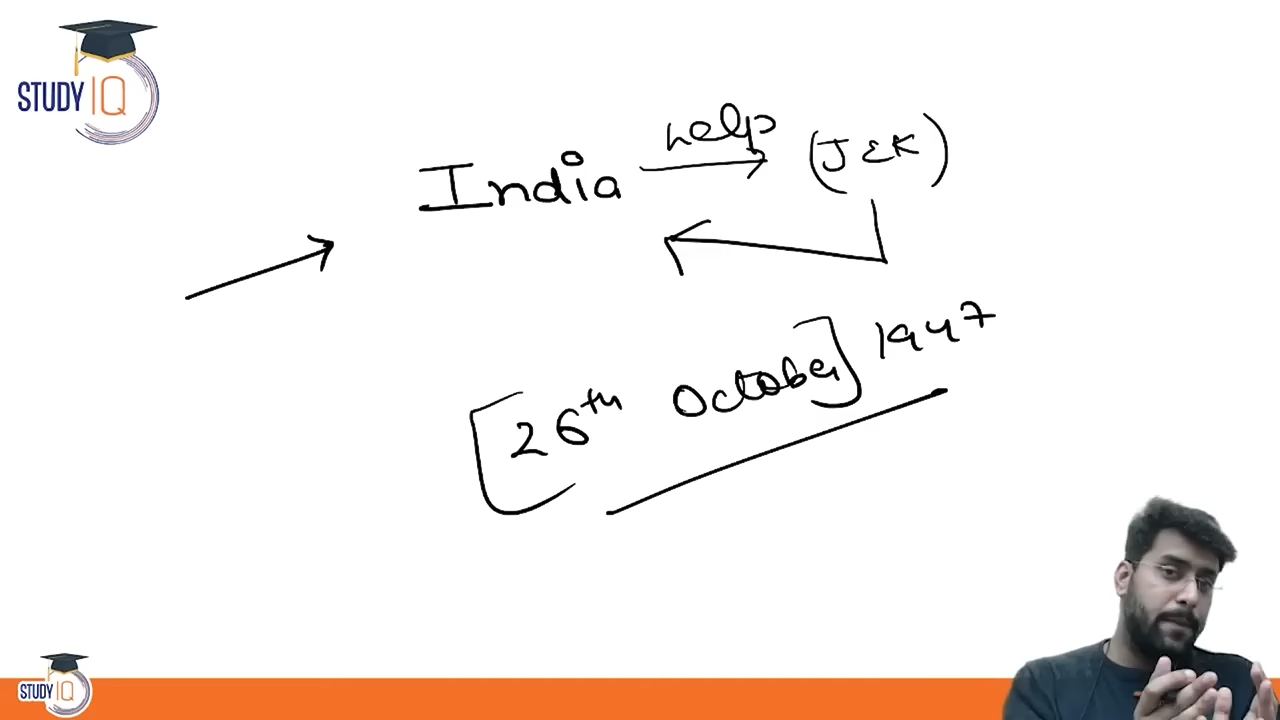 STUDY IQ
help
India (J & K)
[26th October] 1947
STUDY IQ